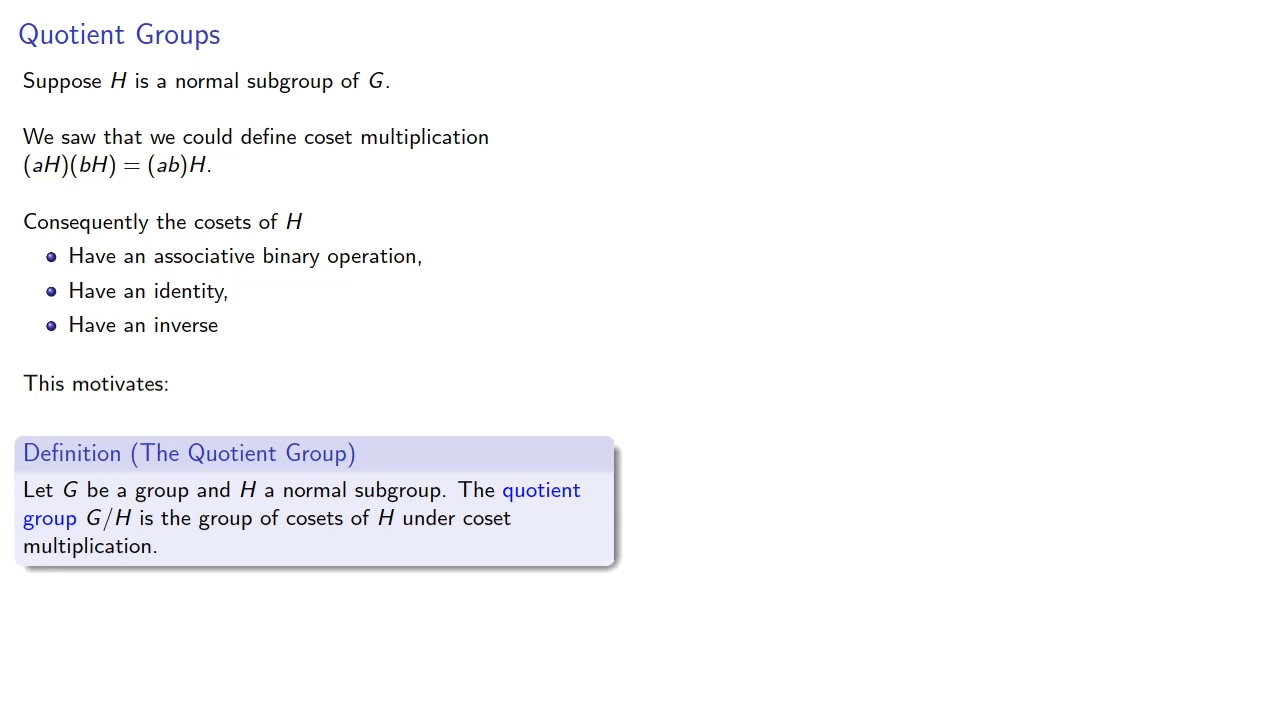 Quotient Groups
Suppose H is a normal subgroup of G.
We saw that we could define coset multiplication
(aH)(bH) = (ab)H.
Consequently the cosets of H
Have an associative binary operation,
Have an identity,
Have an inverse
This motivates:
Definition (The Quotient Group)
Let G be a group and H a normal subgroup. The quotient
group G/H is the group of cosets of H under coset
multiplication.